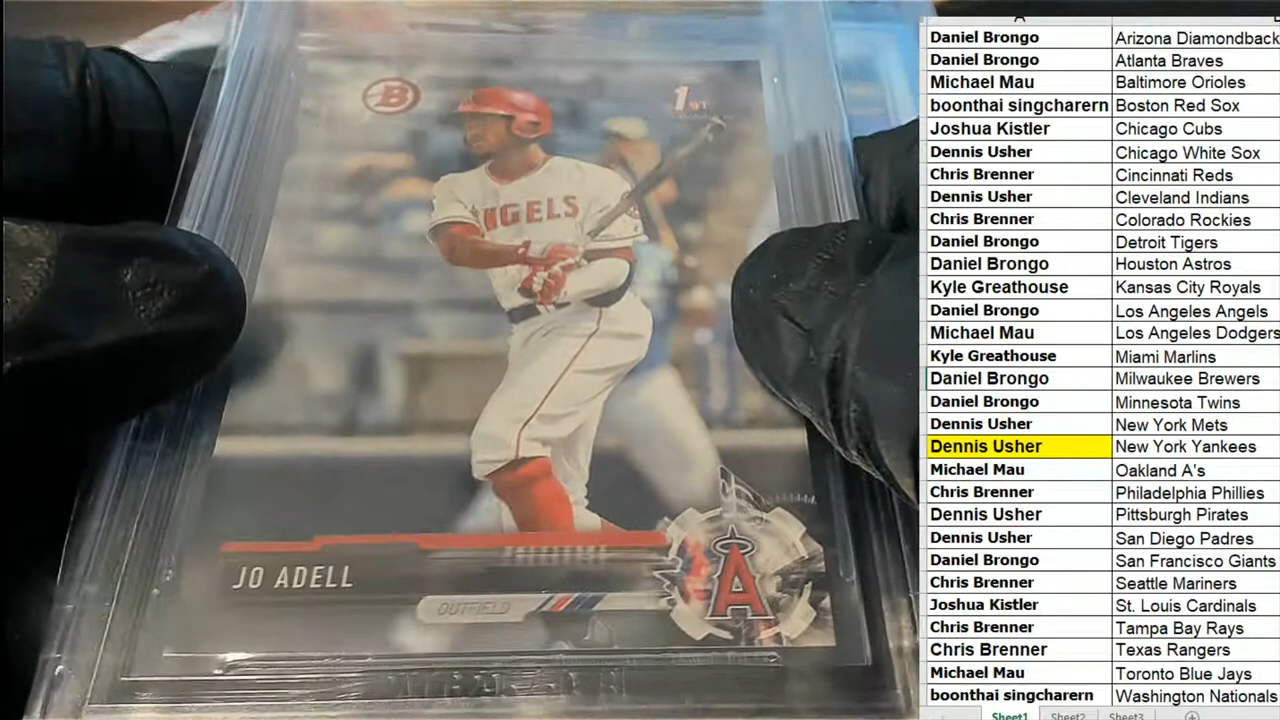 B
1ST
ANGELS
JO ADELL
OUTFIELD
A
A
Daniel Brongo Arizona Diamondback
Daniel Brongo Atlanta Braves
Michael Mau Baltimore Orioles
boonthai singcharern Boston Red Sox
Joshua Kistler Chicago Cubs
Dennis Usher Chicago White Sox
Chris Brenner Cincinnati Reds
Dennis Usher Cleveland Indians
Chris Brenner Colorado Rockies
Daniel Brongo Detroit Tigers
Daniel Brongo Houston Astros
Kyle Greathouse Kansas City Royals
Daniel Brongo Los Angeles Angels
Michael Mau Los Angeles Dodgers
Kyle Greathouse Miami Marlins
Daniel Brongo Milwaukee Brewers
Daniel Brongo Minnesota Twins
Dennis Usher New York Mets
Dennis Usher New York Yankees
Michael Mau Oakland A's
Chris Brenner Philadelphia Phillies
Dennis Usher Pittsburgh Pirates
Dennis Usher San Diego Padres
Daniel Brongo San Francisco Giants
Chris Brenner Seattle Mariners
Joshua Kistler St. Louis Cardinals
Chris Brenner Tampa Bay Rays
Chris Brenner Texas Rangers
Michael Mau Toronto Blue Jays
boonthai singcharern Washington Nationals
Sheet1 Sheet2 Sheet3